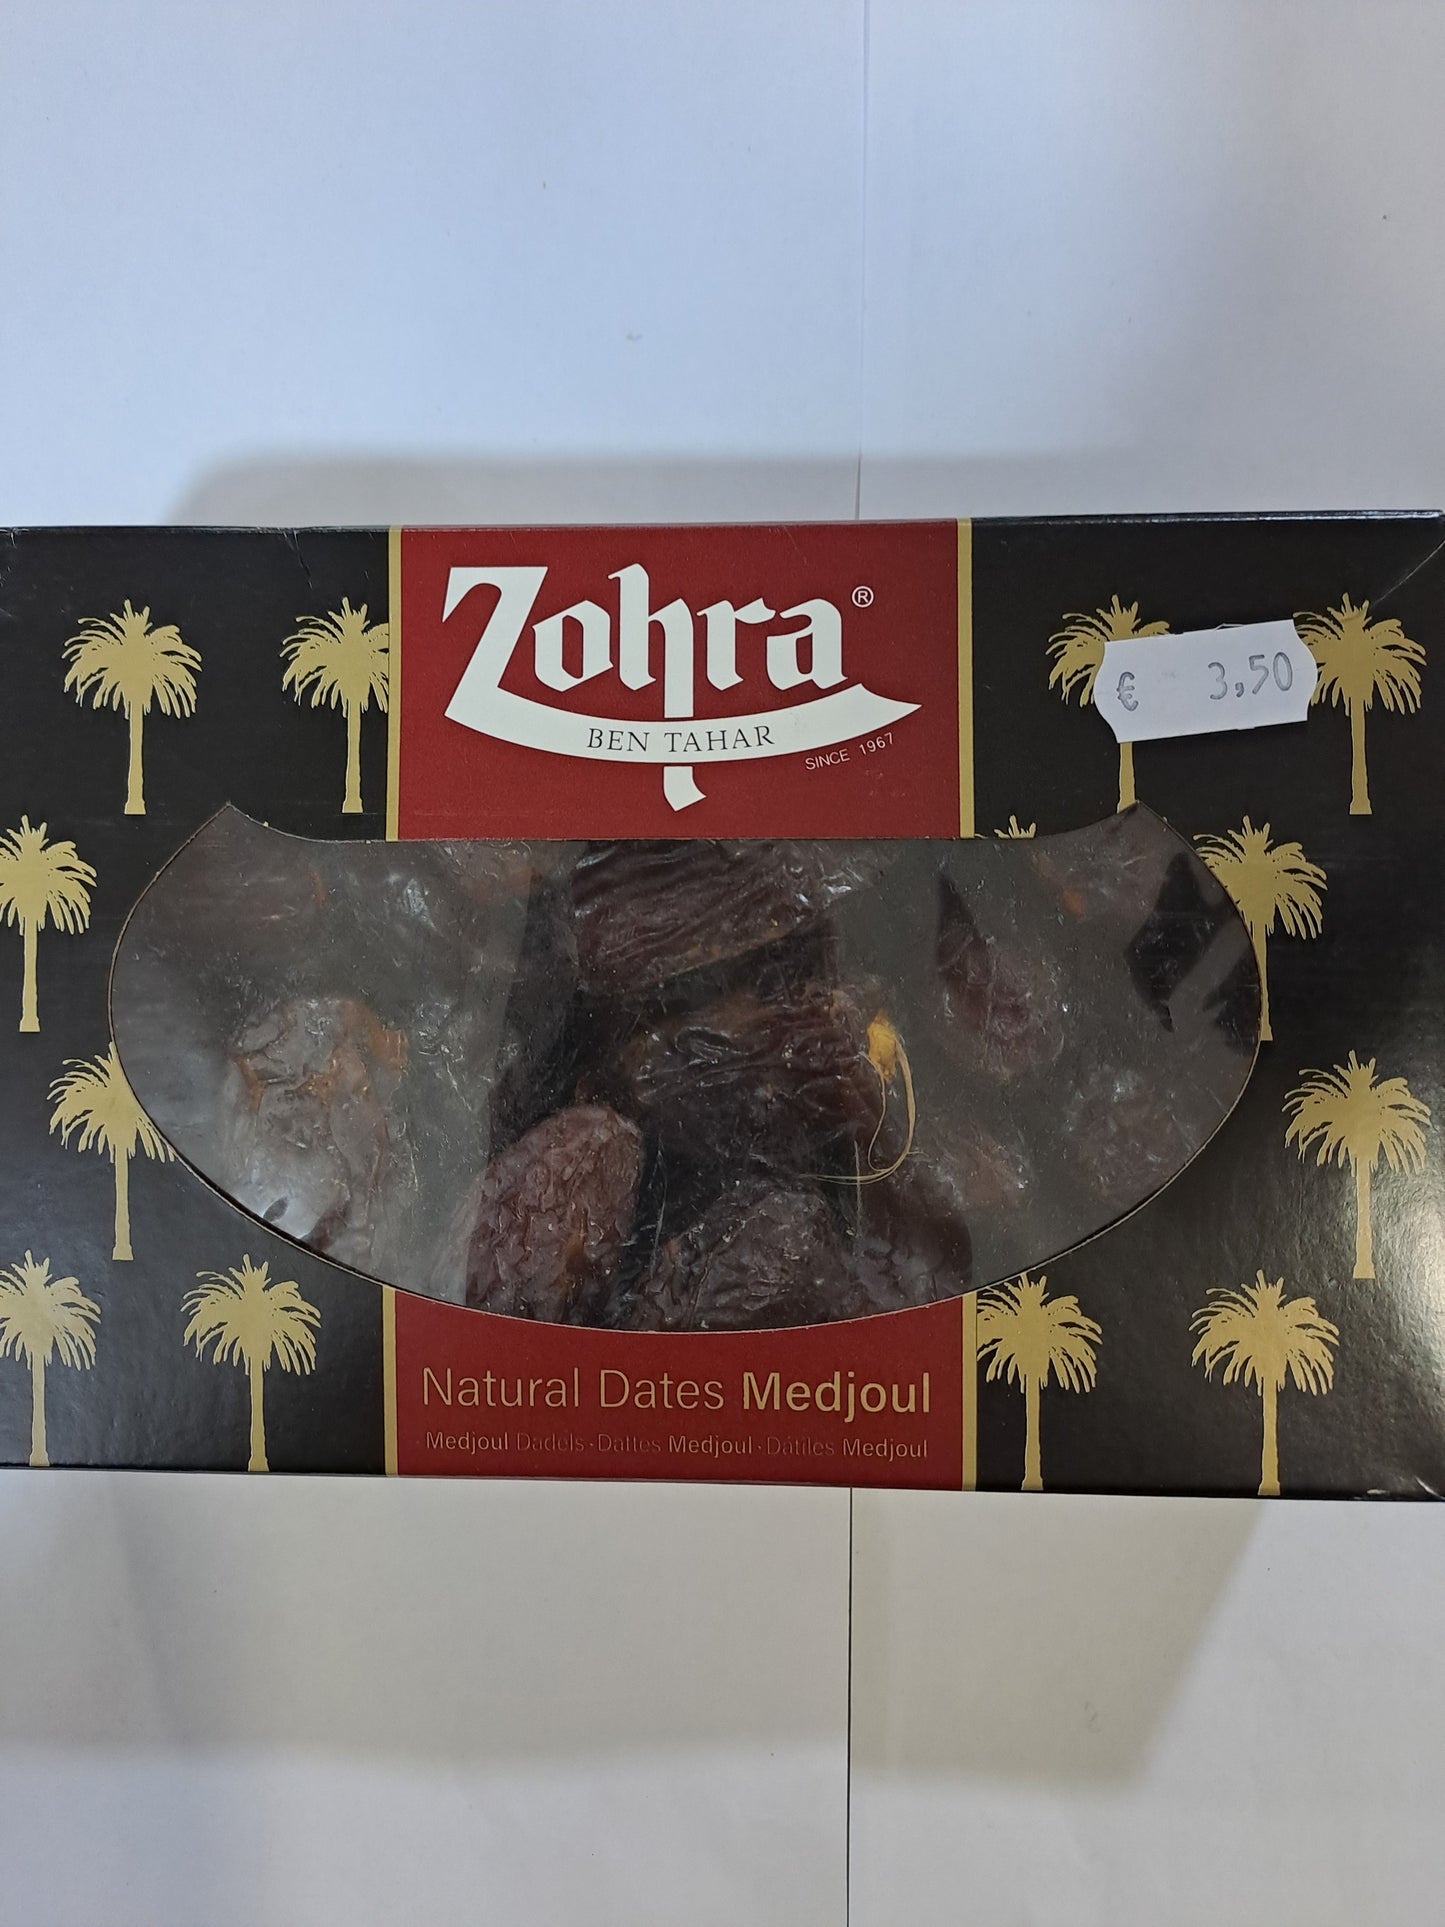 Zohra®
BEN TAHAR
SINCE 1967
€ 3,50
Natural Dates Medjoul
Medjoul Dadels · Dattes Medjoul · Dátiles Medjoul